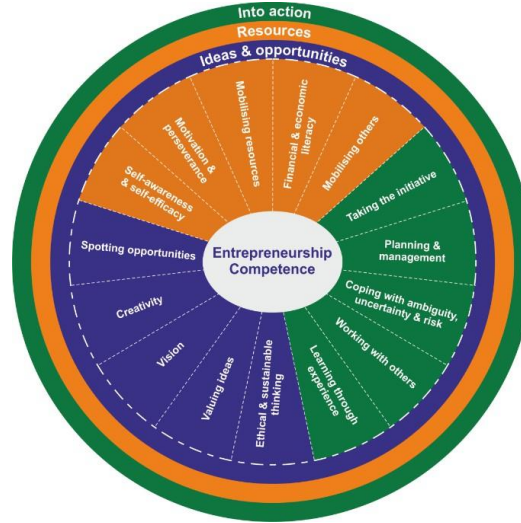 Into action
Resources
Ideas & opportunities
Self-awareness
& self-efficacy
Motivation &
perseverance
Mobilising resources
Financial & economic
literacy
Mobilising others
Taking the initiative
Planning &
management
Coping with ambiguity,
uncertainty & risk
Working with others
Learning through
experience
Ethical & sustainable
thinking
Valuing ideas
Vision
Creativity
Spotting opportunities
Entrepreneurship
Competence